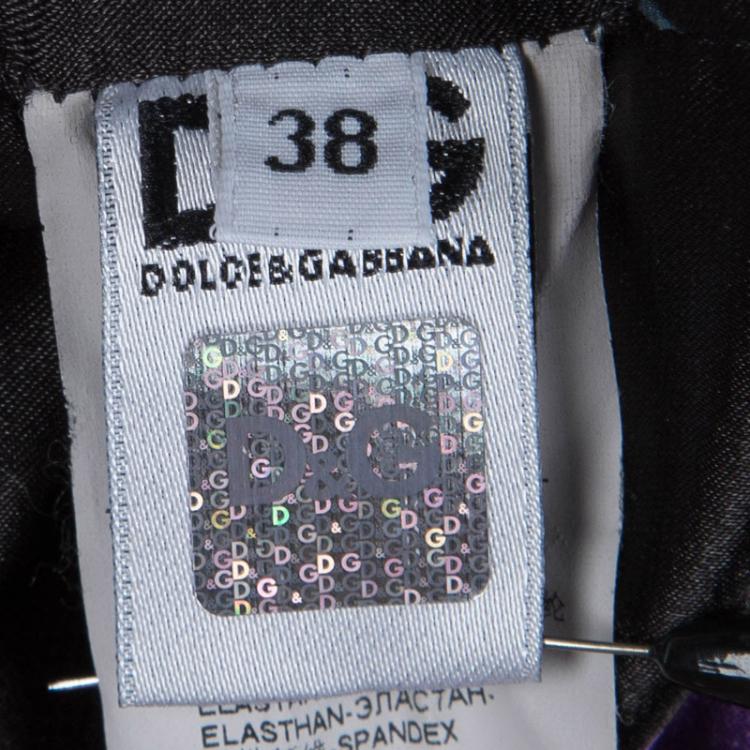 D&G
38
DOLCE&GABBANA
D&G
ELASTHAN-ЭЛАСТАН-
SPANDEX